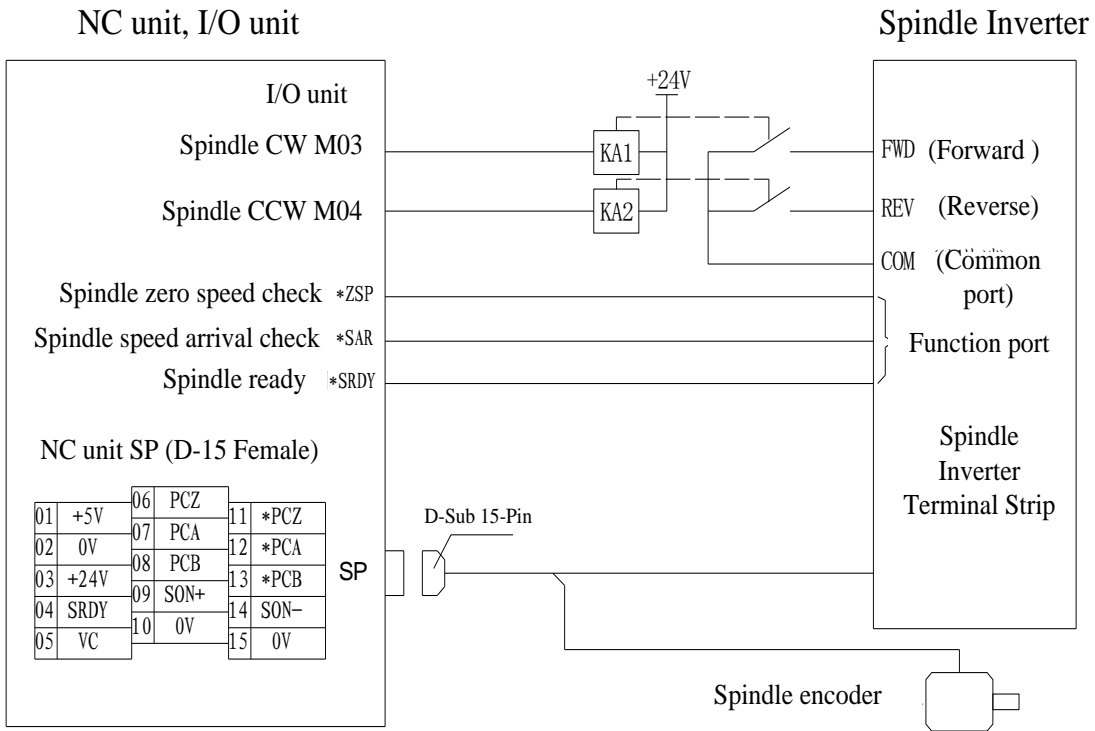 NC unit, I/O unit
Spindle Inverter
I/O unit
+24V
Spindle CW M03
KA1
FWD (Forward )
Spindle CCW M04
KA2
REV (Reverse)
COM (Common
port)
Spindle zero speed check *ZSP
Spindle speed arrival check *SAR
Function port
Spindle ready *SRDY
NC unit SP (D-15 Female)
Spindle
Inverter
Terminal Strip
01 +5V
02 0V
03 +24V
04 SRDY
05 VC
06 PCZ
07 PCA
08 PCB
09 SON+
10 0V
11 *PCZ
12 *PCA
13 *PCB
14 SON-
15 0V
SP
D-Sub 15-Pin
Spindle encoder